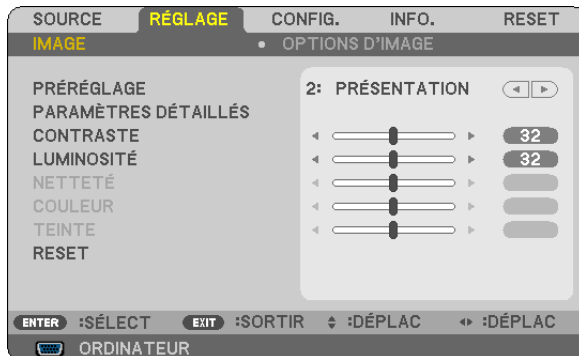 SOURCE RÉGLAGE CONFIG. INFO. RESET
IMAGE • OPTIONS D'IMAGE
PRÉRÉGLAGE 2: PRÉSENTATION
PARAMÈTRES DÉTAILLÉS
CONTRASTE 32
LUMINOSITÉ 32
NETTETÉ
COULEUR
TEINTE
RESET
ENTER :SÉLECT EXIT :SORTIR :DÉPLAC :DÉPLAC
ORDINATEUR